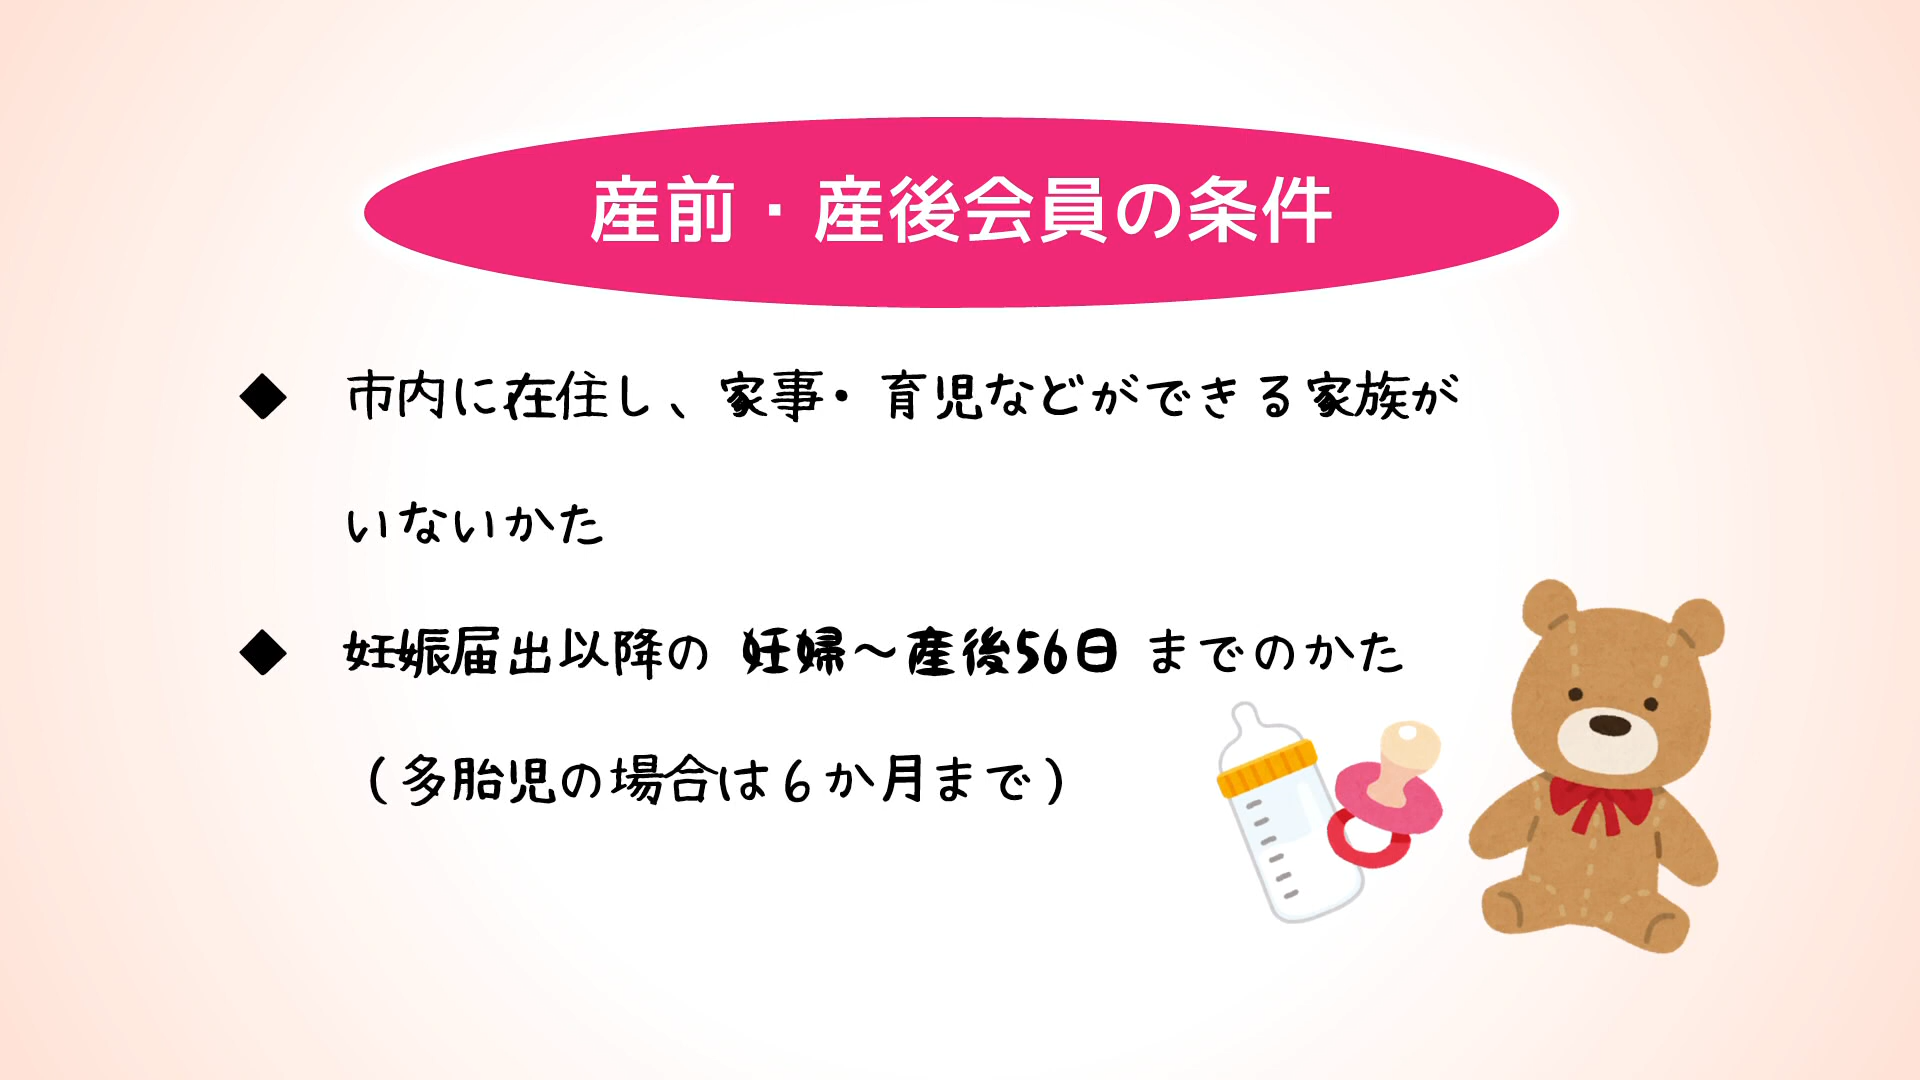 産前・産後会員の条件
◆ 市内に在住し、家事・育児などができる家族が
いないかた
◆ 妊娠届出以降の 妊婦～産後56日 までのかた
（多胎児の場合は６か月まで）